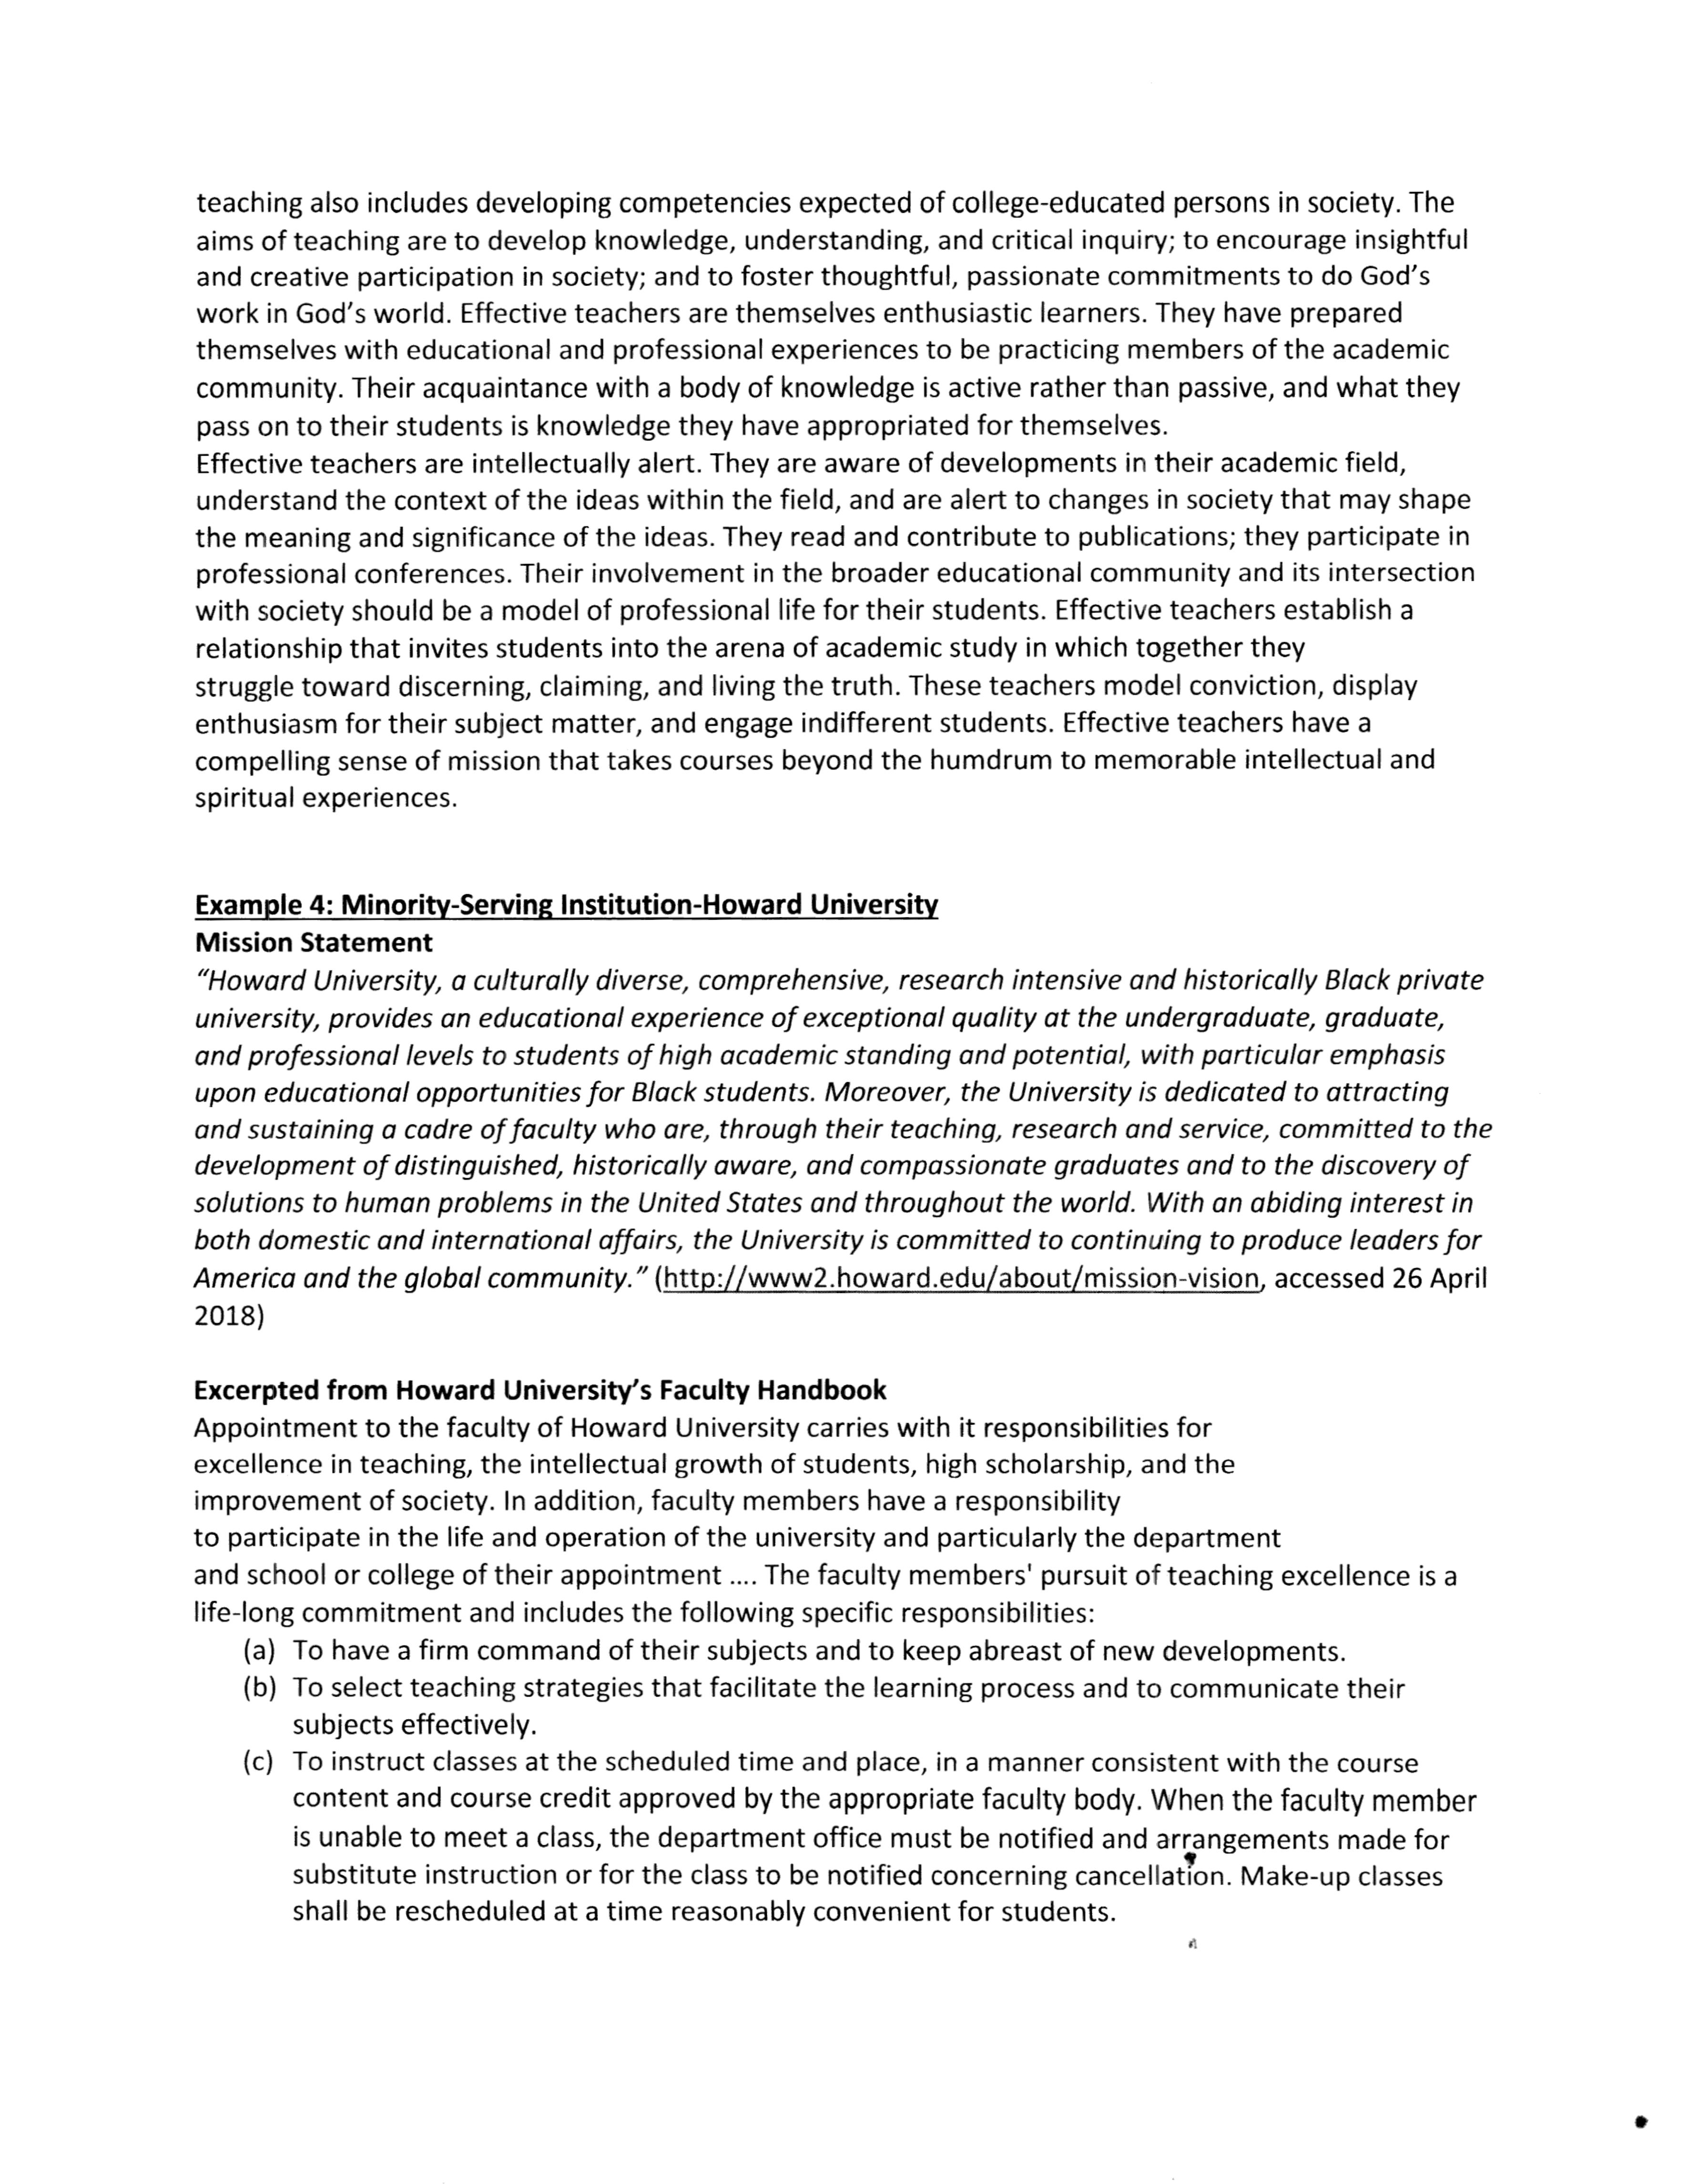 teaching also includes developing competencies expected of college-educated persons in society. The
aims of teaching are to develop knowledge, understanding, and critical inquiry; to encourage insightful
and creative participation in society; and to foster thoughtful, passionate commitments to do God's
work in God's world. Effective teachers are themselves enthusiastic learners. They have prepared
themselves with educational and professional experiences to be practicing members of the academic
community. Their acquaintance with a body of knowledge is active rather than passive, and what they
pass on to their students is knowledge they have appropriated for themselves.
Effective teachers are intellectually alert. They are aware of developments in their academic field,
understand the context of the ideas within the field, and are alert to changes in society that may shape
the meaning and significance of the ideas. They read and contribute to publications; they participate in
professional conferences. Their involvement in the broader educational community and its intersection
with society should be a model of professional life for their students. Effective teachers establish a
relationship that invites students into the arena of academic study in which together they
struggle toward discerning, claiming, and living the truth. These teachers model conviction, display
enthusiasm for their subject matter, and engage indifferent students. Effective teachers have a
compelling sense of mission that takes courses beyond the humdrum to memorable intellectual and
spiritual experiences.
Example 4: Minority-Serving Institution-Howard University
Mission Statement
“Howard University, a culturally diverse, comprehensive, research intensive and historically Black private
university, provides an educational experience of exceptional quality at the undergraduate, graduate,
and professional levels to students of high academic standing and potential, with particular emphasis
upon educational opportunities for Black students. Moreover, the University is dedicated to attracting
and sustaining a cadre of faculty who are, through their teaching, research and service, committed to the
development of distinguished, historically aware, and compassionate graduates and to the discovery of
solutions to human problems in the United States and throughout the world. With an abiding interest in
both domestic and international affairs, the University is committed to continuing to produce leaders for
America and the global community.” (http://www2.howard.edu/about/mission-vision, accessed 26 April
2018)
Excerpted from Howard University's Faculty Handbook
Appointment to the faculty of Howard University carries with it responsibilities for
excellence in teaching, the intellectual growth of students, high scholarship, and the
improvement of society. In addition, faculty members have a responsibility
to participate in the life and operation of the university and particularly the department
and school or college of their appointment .... The faculty members' pursuit of teaching excellence is a
life-long commitment and includes the following specific responsibilities:
(a) To have a firm command of their subjects and to keep abreast of new developments.
(b) To select teaching strategies that facilitate the learning process and to communicate their
subjects effectively.
(c) To instruct classes at the scheduled time and place, in a manner consistent with the course
content and course credit approved by the appropriate faculty body. When the faculty member
is unable to meet a class, the department office must be notified and arrangements made for
substitute instruction or for the class to be notified concerning cancellation. Make-up classes
shall be rescheduled at a time reasonably convenient for students.